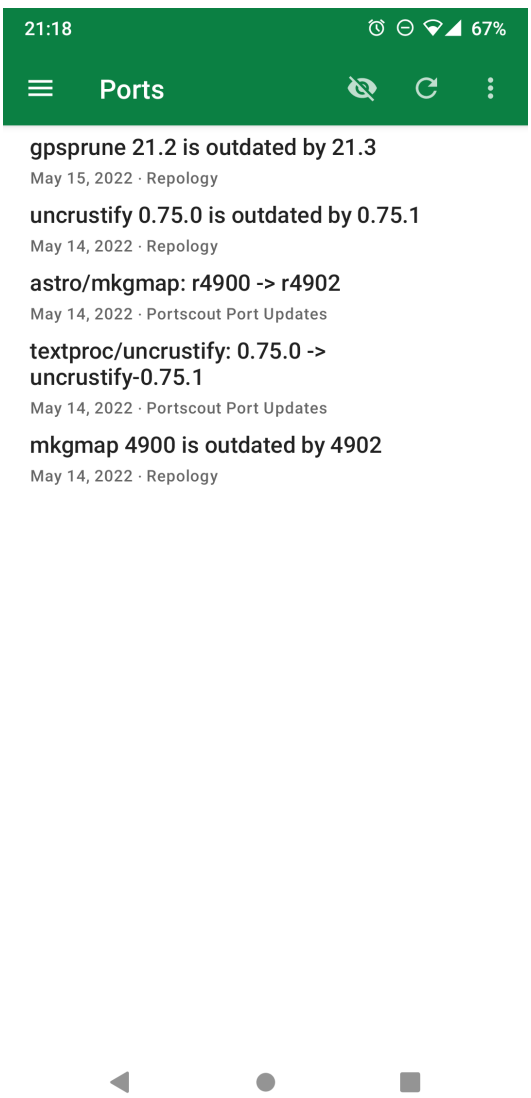 21:18 67%
Ports
gpsprune 21.2 is outdated by 21.3
May 15, 2022 · Repology
uncrustify 0.75.0 is outdated by 0.75.1
May 14, 2022 · Repology
astro/mkgmap: r4900 -> r4902
May 14, 2022 · Portscout Port Updates
textproc/uncrustify: 0.75.0 ->
uncrustify-0.75.1
May 14, 2022 · Portscout Port Updates
mkgmap 4900 is outdated by 4902
May 14, 2022 · Repology